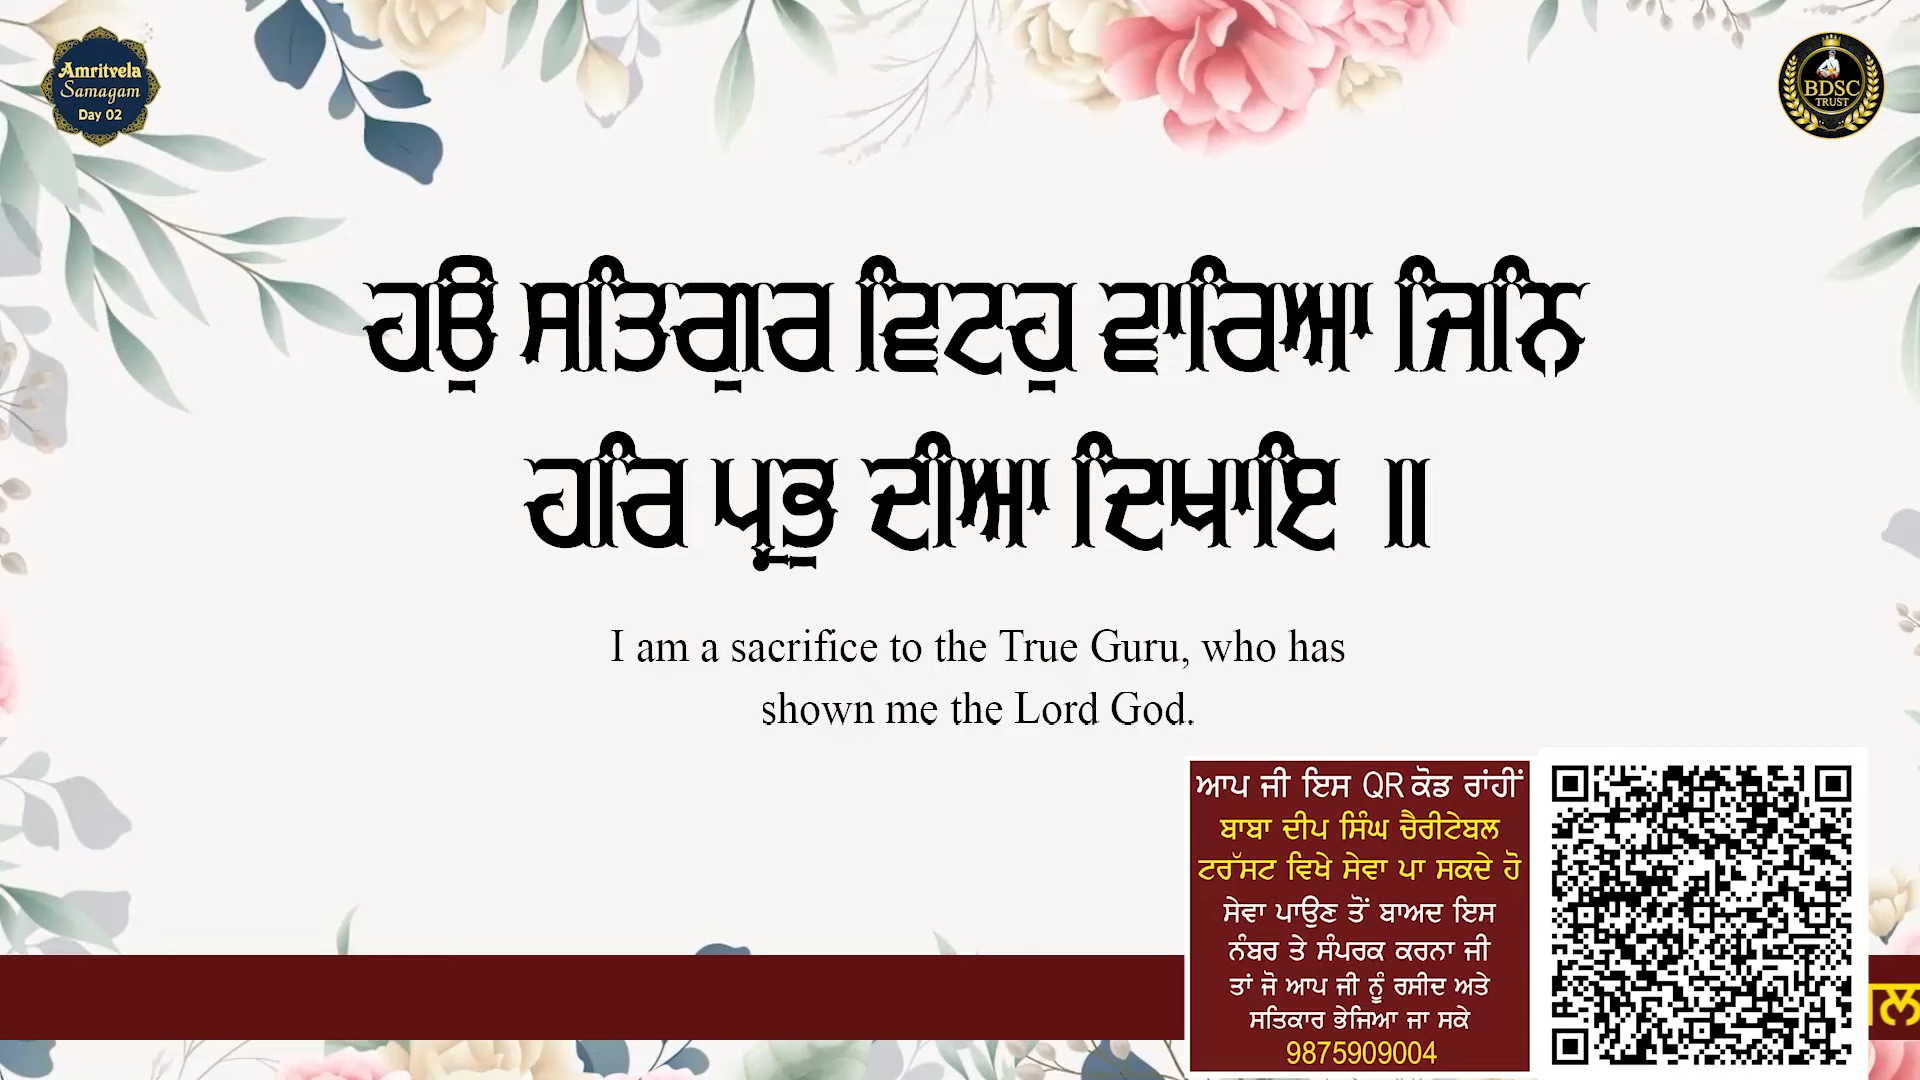 Amritvela
Samagam
Day 02
BDSC
TRUST
ਹਉ ਸਤਿਗੁਰ ਵਿਟਹੁ ਵਾਰਿਆ ਜਿਨਿ
ਹਰਿ ਪ੍ਰਭੁ ਦੀਆ ਦਿਖਾਇ ॥
I am a sacrifice to the True Guru, who has
shown me the Lord God.
ਆਪ ਜੀ ਇਸ QR ਕੋਡ ਰਾਂਹੀਂ
ਬਾਬਾ ਦੀਪ ਸਿੰਘ ਚੈਰੀਟੇਬਲ
ਟਰੱਸਟ ਵਿਖੇ ਸੇਵਾ ਪਾ ਸਕਦੇ ਹੋ
ਸੇਵਾ ਪਾਉਣ ਤੋਂ ਬਾਅਦ ਇਸ
ਨੰਬਰ ਤੇ ਸੰਪਰਕ ਕਰਨਾ ਜੀ
ਤਾਂ ਜੋ ਆਪ ਜੀ ਨੂੰ ਰਸੀਦ ਅਤੇ
ਸਤਿਕਾਰ ਭੇਜਿਆ ਜਾ ਸਕੇ
9875909004